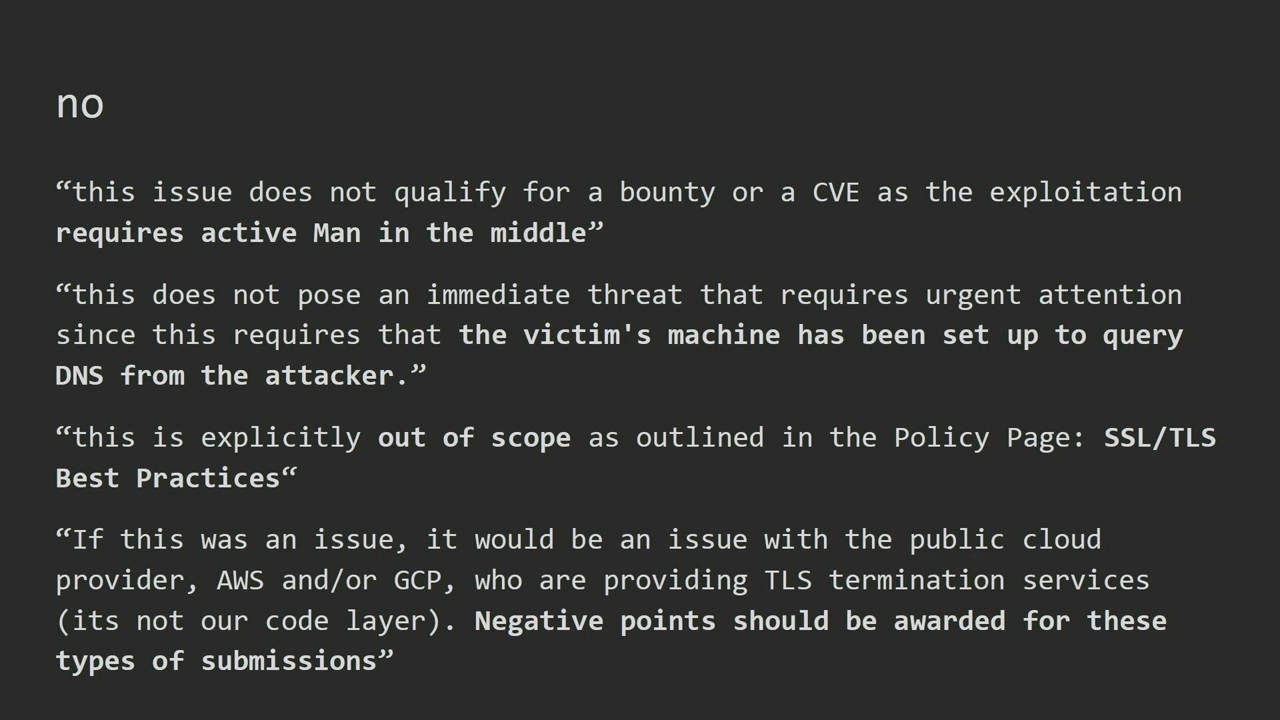 no
“this issue does not qualify for a bounty or a CVE as the exploitation
requires active Man in the middle”
“this does not pose an immediate threat that requires urgent attention
since this requires that the victim's machine has been set up to query
DNS from the attacker.”
“this is explicitly out of scope as outlined in the Policy Page: SSL/TLS
Best Practices“
“If this was an issue, it would be an issue with the public cloud
provider, AWS and/or GCP, who are providing TLS termination services
(its not our code layer). Negative points should be awarded for these
types of submissions”